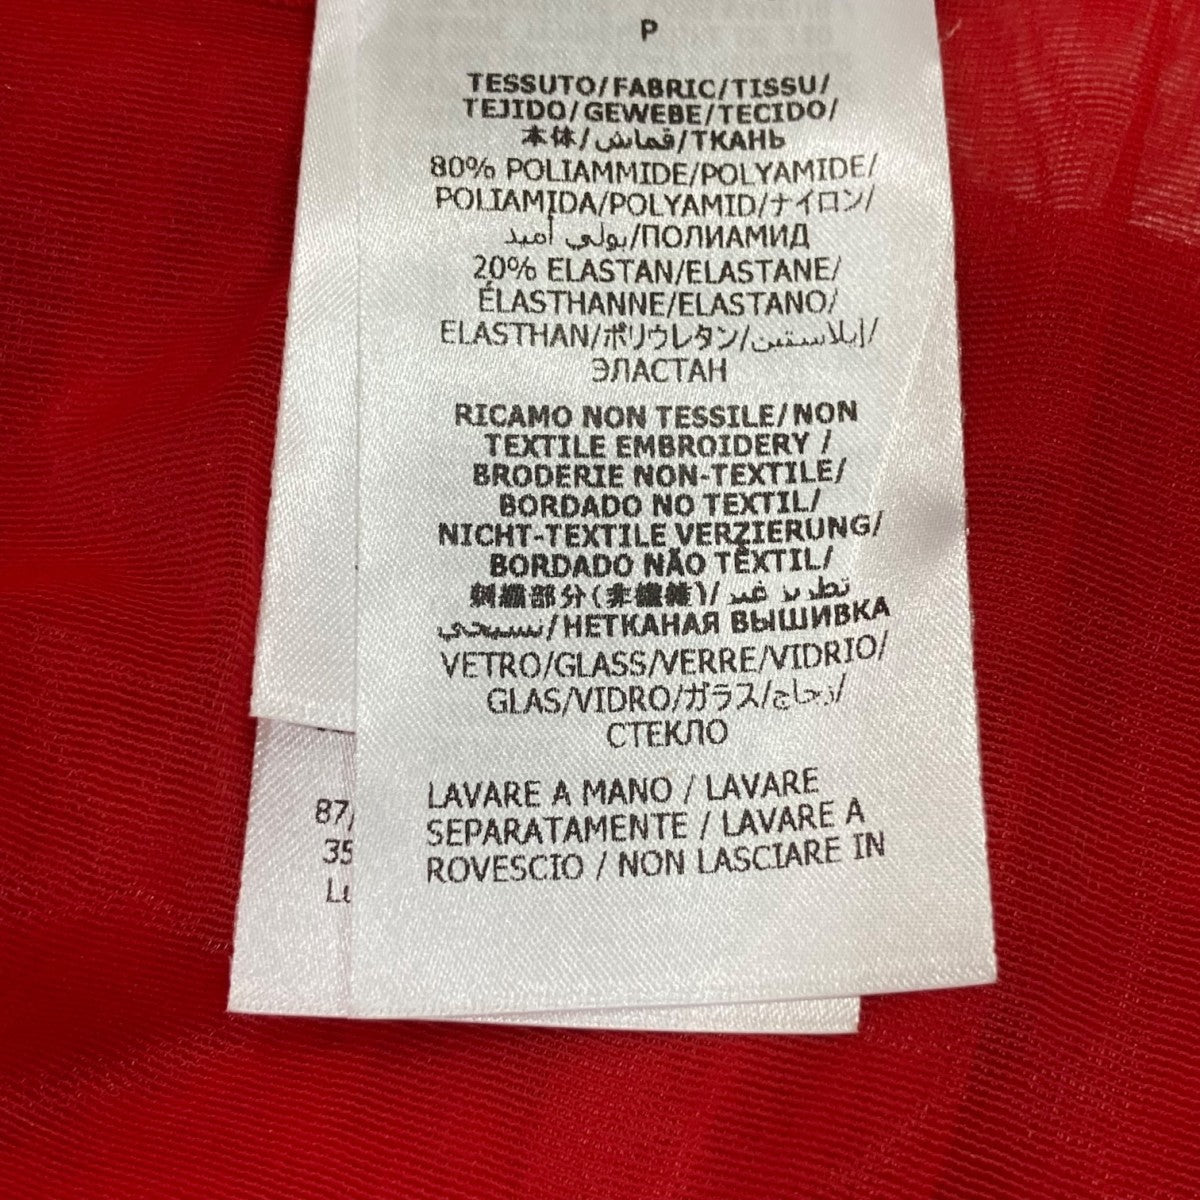 P
TESSUTO/FABRIC/TISSU/
TEJIDO/GEWEBE/TECIDO/
本体/قماش/ТКАНЬ
80% POLIAMMIDE/POLYAMIDE/
POLIAMIDA/POLYAMID/ナイロン/
بولي أميد/ПОЛИАМИД
20% ELASTAN/ELASTANE/
ÉLASTHANNE/ELASTANO/
ELASTHAN/ポリウレタン/إيلاستين/
ЭЛАСТАН
RICAMO NON TESSILE/NON
TEXTILE EMBROIDERY /
BRODERIE NON-TEXTILE/
BORDADO NO TEXTIL/
NICHT-TEXTILE VERZIERUNG/
BORDADO NÃO TÊXTIL/
刺繍部分(非繊維)/ تطريز غير
نسيجي/НЕТКАНАЯ ВЫШИВКА
VETRO/GLASS/VERRE/VIDRIO/
GLAS/VIDRO/ガラス/زجاج/
СТЕКЛО
LAVARE A MANO / LAVARE
SEPARATAMENTE / LAVARE A
ROVESCIO / NON LASCIARE IN
87/
35